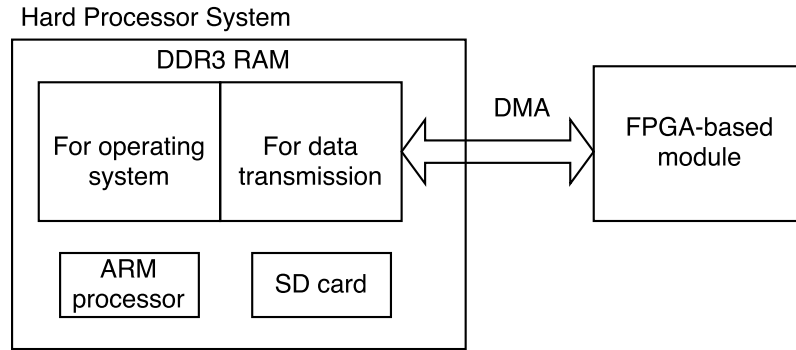 Hard Processor System
DDR3 RAM
For operating
system
For data
transmission
DMA
FPGA-based
module
ARM
processor
SD card